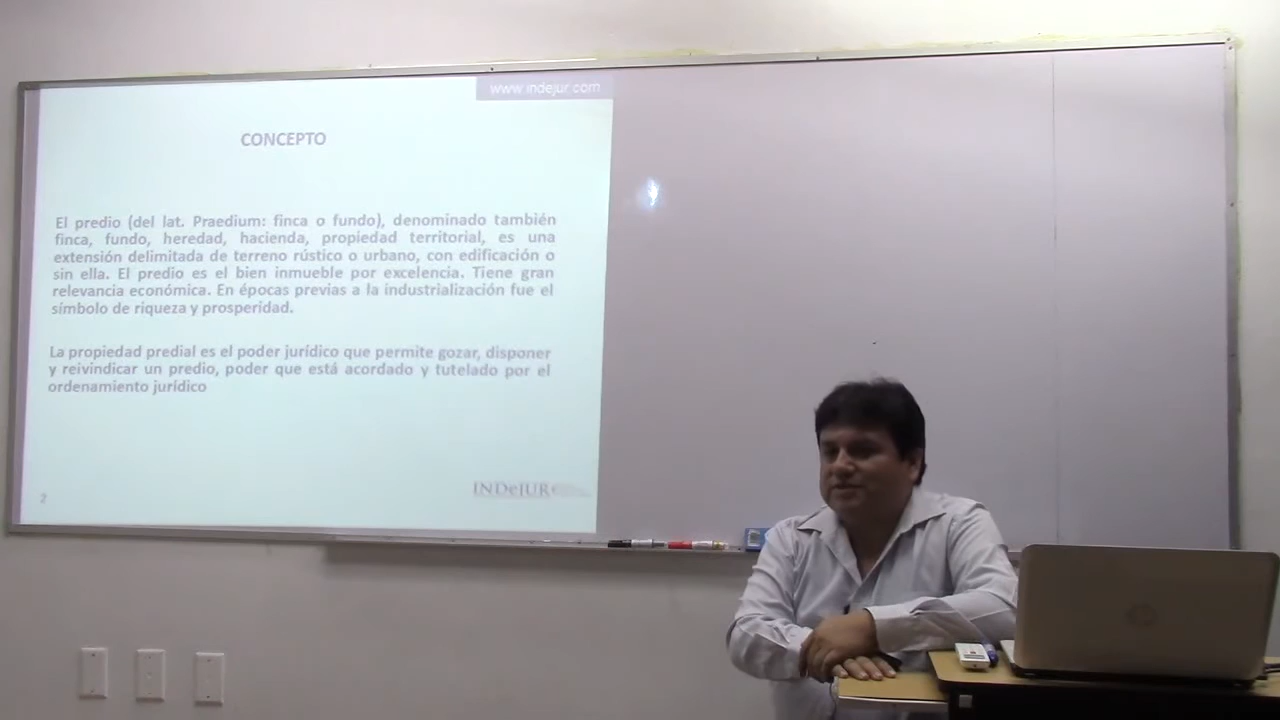 www.indejur.com
CONCEPTO
El predio (del lat. Praedium: finca o fundo), denominado también
finca, fundo, heredad, hacienda, propiedad territorial, es una
extensión delimitada de terreno rústico o urbano, con edificación o
sin ella. El predio es el bien inmueble por excelencia. Tiene gran
relevancia económica. En épocas previas a la industrialización fue el
símbolo de riqueza y prosperidad.
La propiedad predial es el poder jurídico que permite gozar, disponer
y reivindicar un predio, poder que está acordado y tutelado por el
ordenamiento jurídico
INDeJUR
2